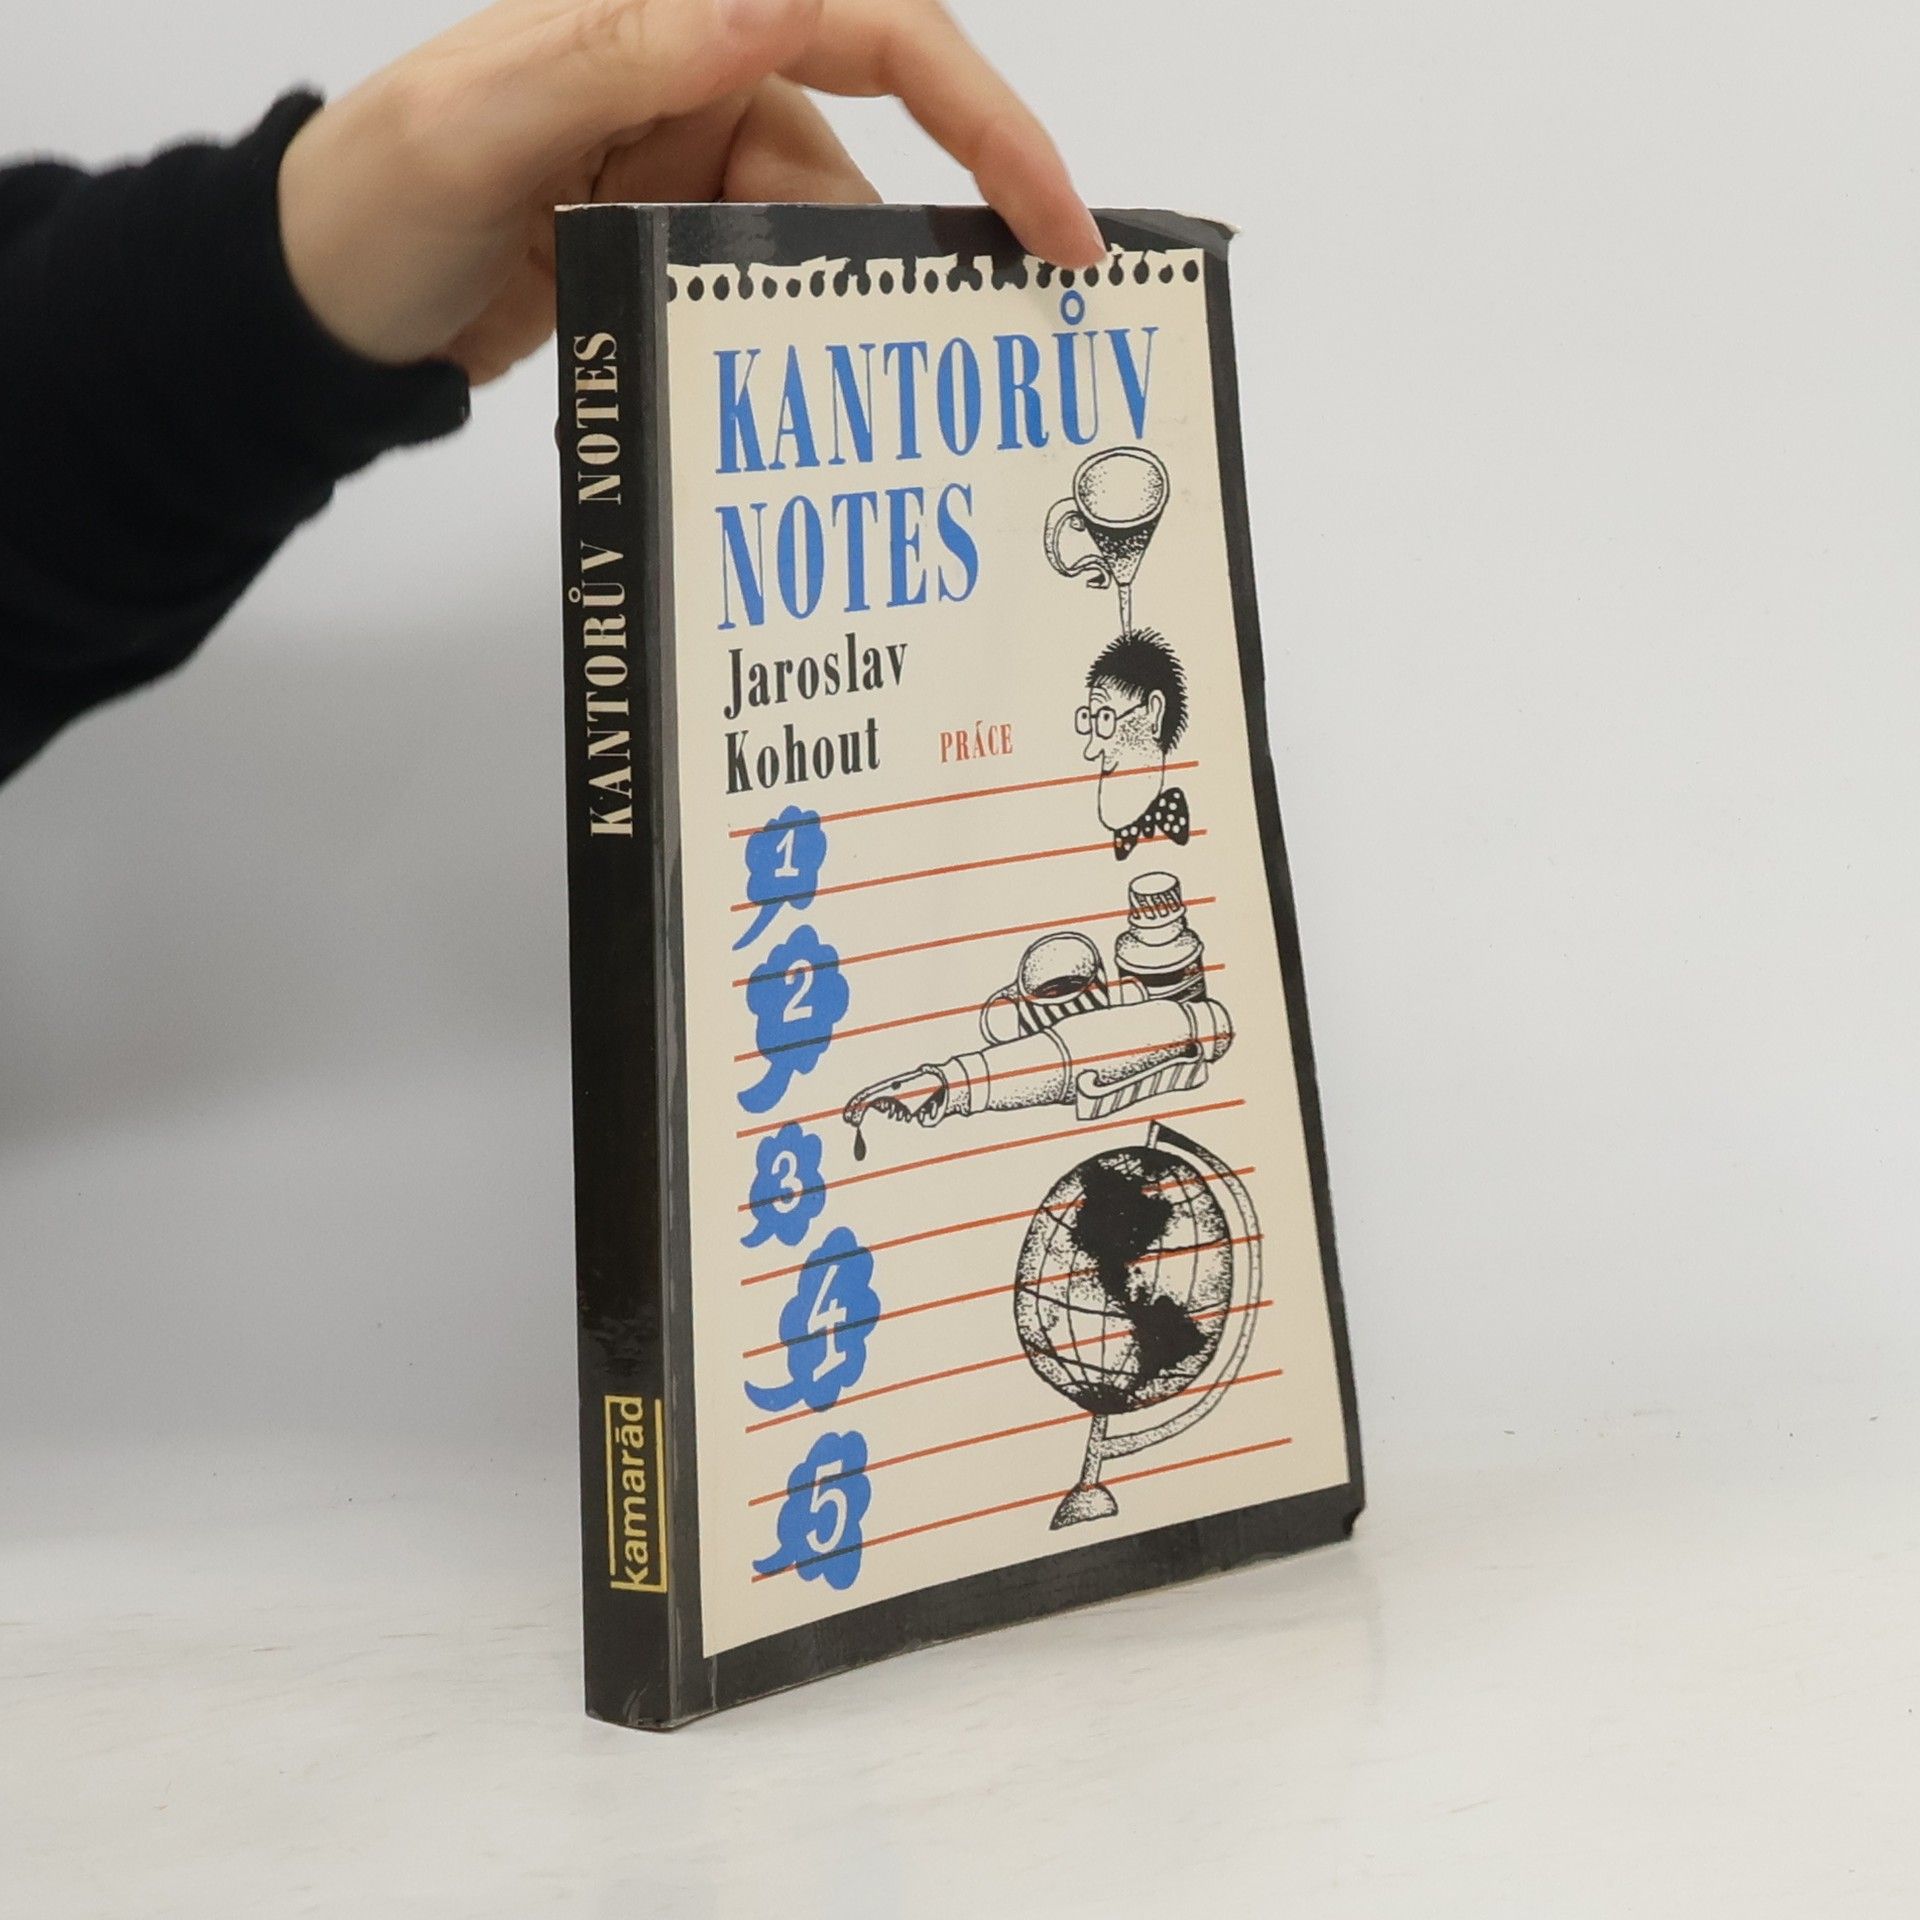 KANTORŮV NOTES
kamarád
KANTORŮV
NOTES
Jaroslav
Kohout
PRÁCE
1
2
3
4
5